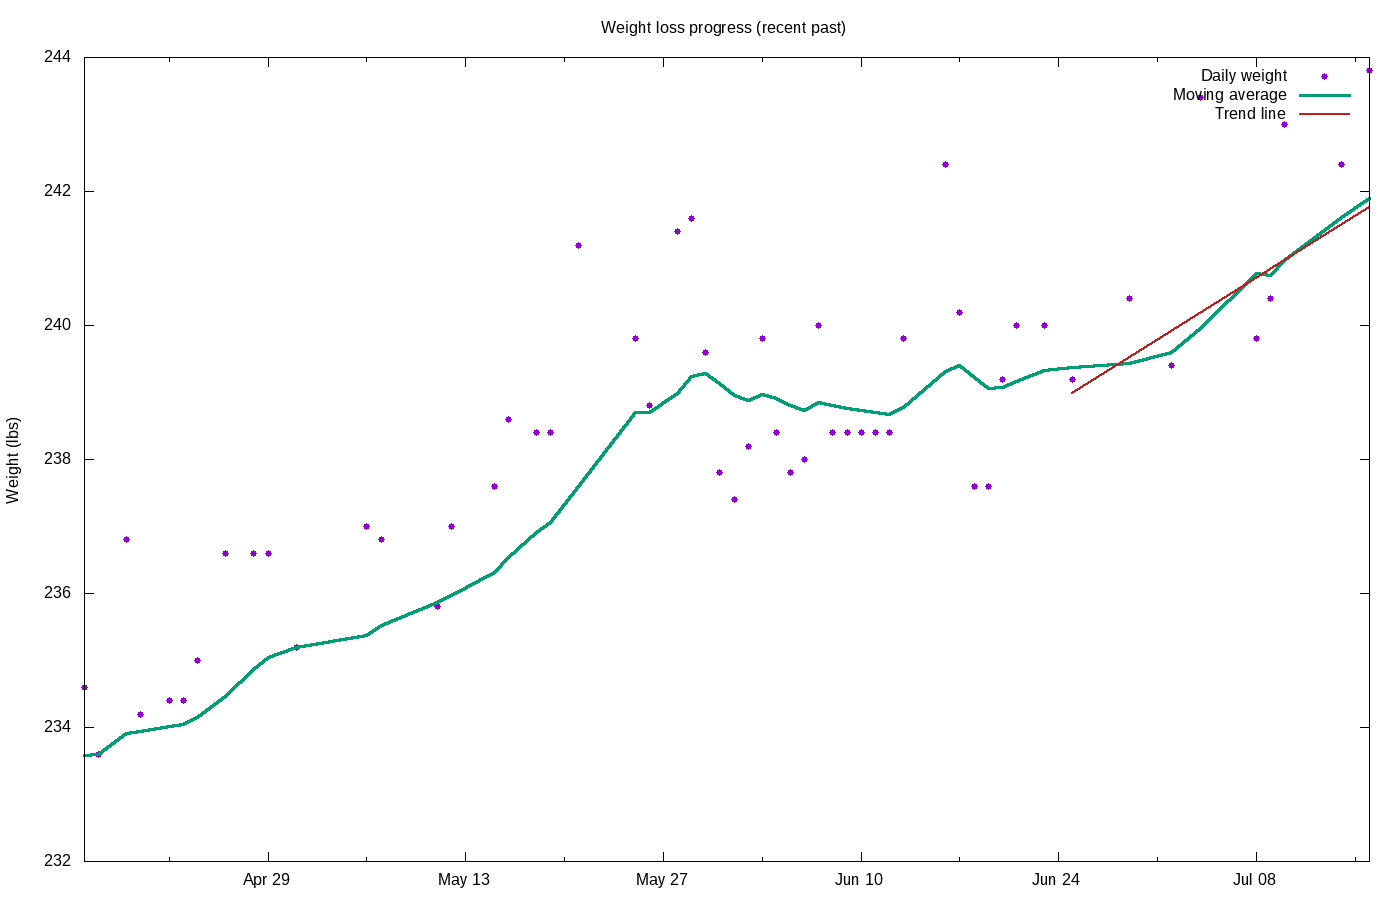 Weight loss progress (recent past)
244
Daily weight
Moving average
Trend line
242
240
238
Weight (lbs)
236
234
232
Apr 29
May 13
May 27
Jun 10
Jun 24
Jul 08